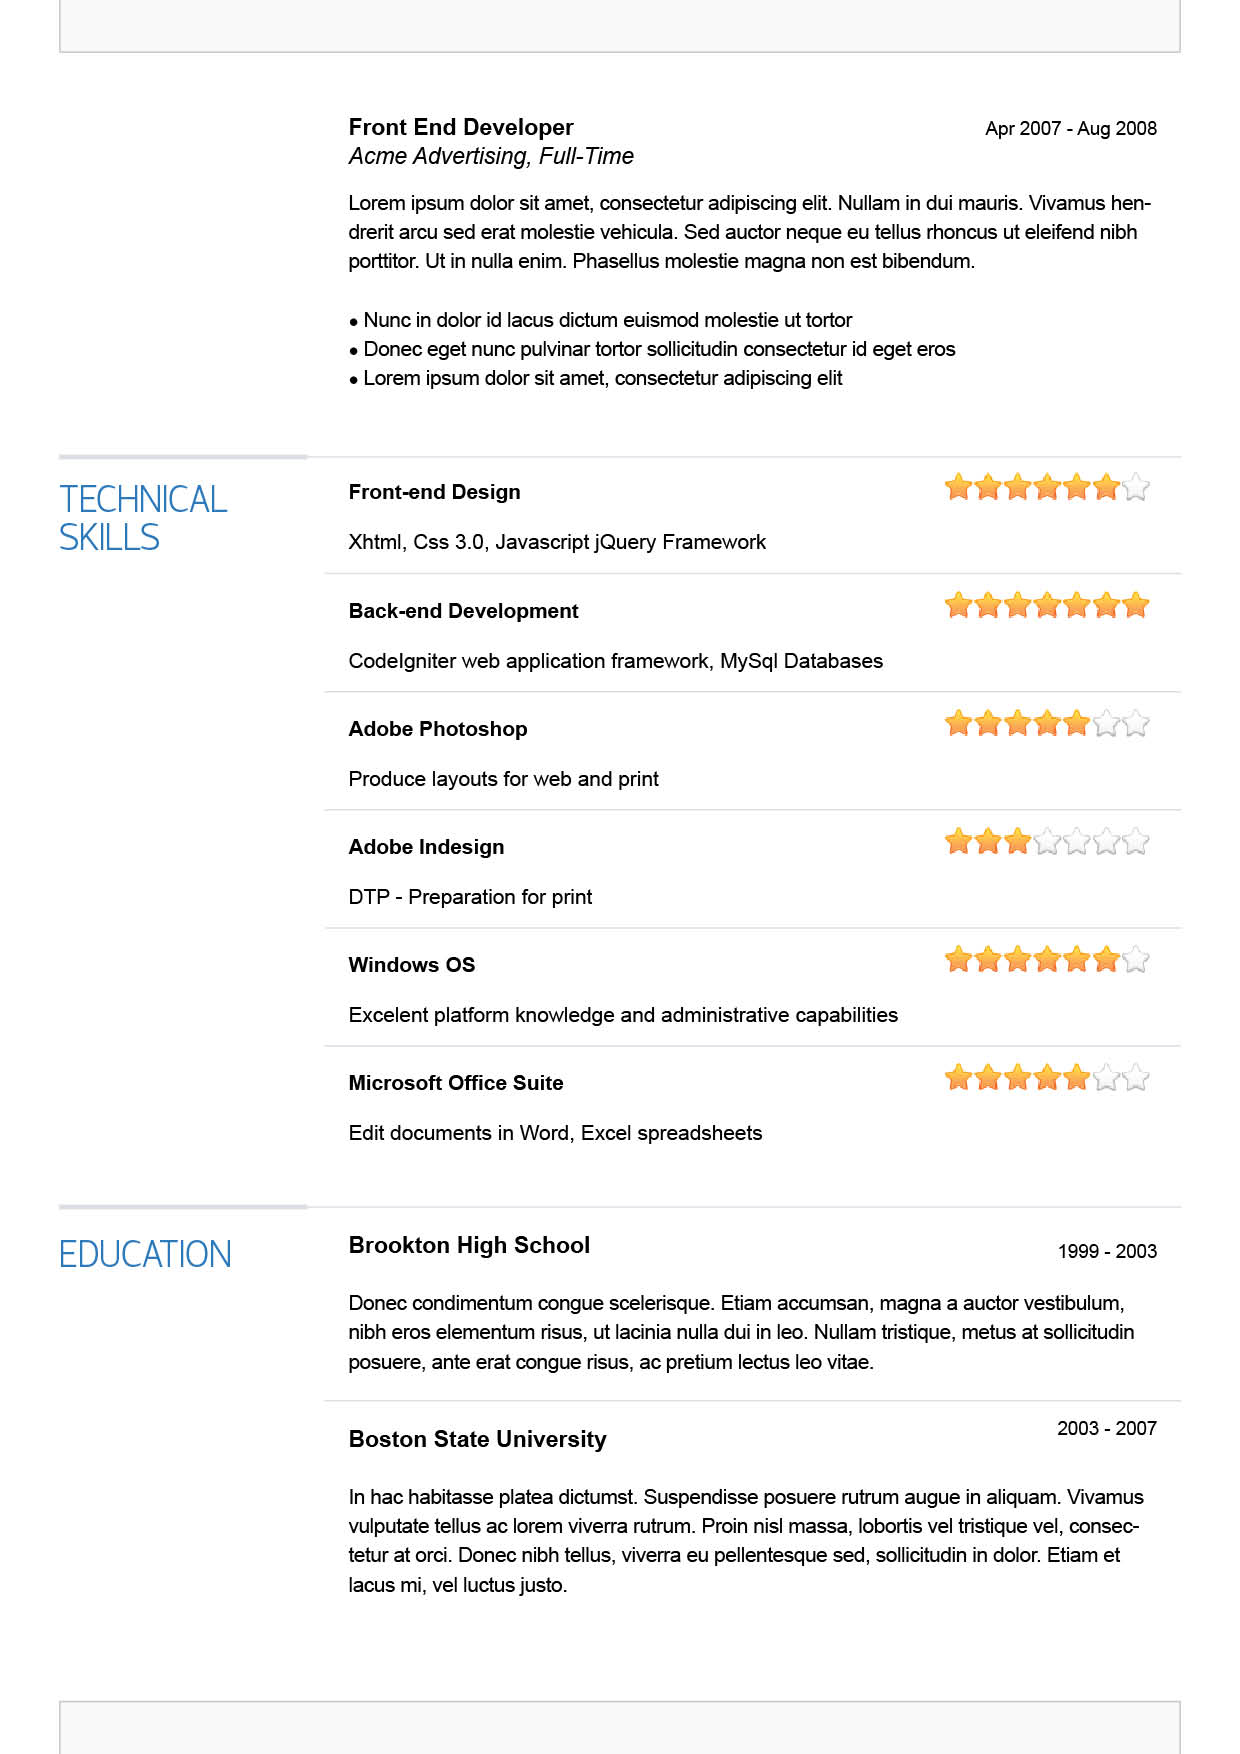 Front End Developer
Apr 2007 - Aug 2008
Acme Advertising, Full-Time
Lorem ipsum dolor sit amet, consectetur adipiscing elit. Nullam in dui mauris. Vivamus hen-
drerit arcu sed erat molestie vehicula. Sed auctor neque eu tellus rhoncus ut eleifend nibh
porttitor. Ut in nulla enim. Phasellus molestie magna non est bibendum.
● Nunc in dolor id lacus dictum euismod molestie ut tortor
● Donec eget nunc pulvinar tortor sollicitudin consectetur id eget eros
● Lorem ipsum dolor sit amet, consectetur adipiscing elit
TECHNICAL
SKILLS
Front-end Design
Xhtml, Css 3.0, Javascript jQuery Framework
Back-end Development
CodeIgniter web application framework, MySql Databases
Adobe Photoshop
Produce layouts for web and print
Adobe Indesign
DTP - Preparation for print
Windows OS
Excelent platform knowledge and administrative capabilities
Microsoft Office Suite
Edit documents in Word, Excel spreadsheets
EDUCATION
Brookton High School
1999 - 2003
Donec condimentum congue scelerisque. Etiam accumsan, magna a auctor vestibulum,
nibh eros elementum risus, ut lacinia nulla dui in leo. Nullam tristique, metus at sollicitudin
posuere, ante erat congue risus, ac pretium lectus leo vitae.
Boston State University
2003 - 2007
In hac habitasse platea dictumst. Suspendisse posuere rutrum augue in aliquam. Vivamus
vulputate tellus ac lorem viverra rutrum. Proin nisl massa, lobortis vel tristique vel, consec-
tetur at orci. Donec nibh tellus, viverra eu pellentesque sed, sollicitudin in dolor. Etiam et
lacus mi, vel luctus justo.